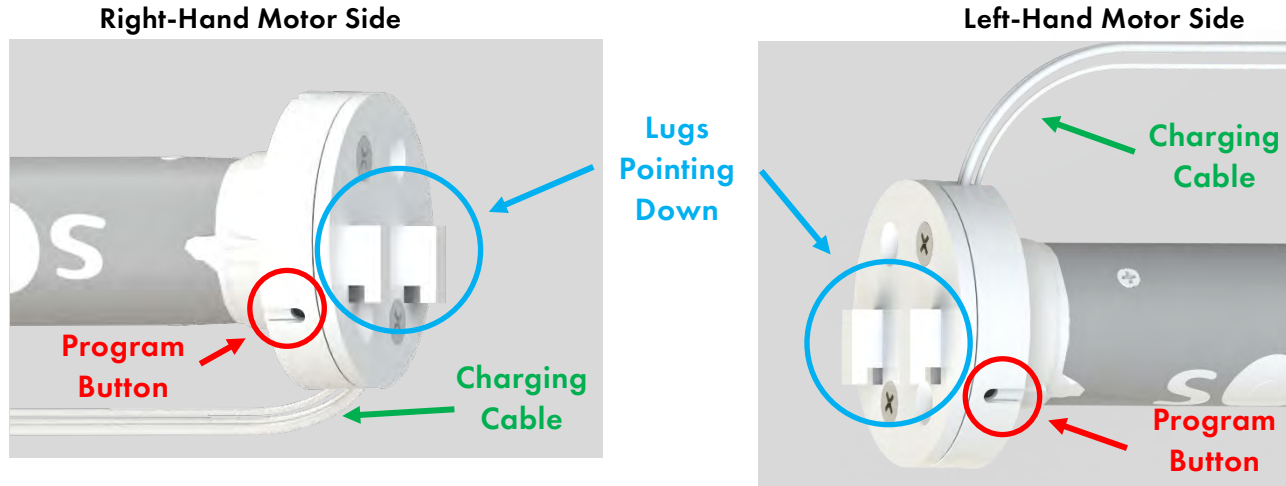 Right-Hand Motor Side
Left-Hand Motor Side
Lugs
Pointing
Down
Charging
Cable
Program
Button
Charging
Cable
Program
Button